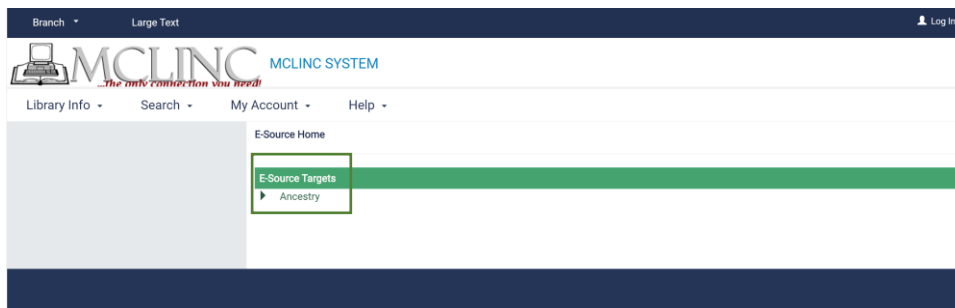 Branch Large Text Log In
MCLINC MCLINC SYSTEM
...The only connection you need!
Library Info Search My Account Help
E-Source Home
E-Source Targets
Ancestry